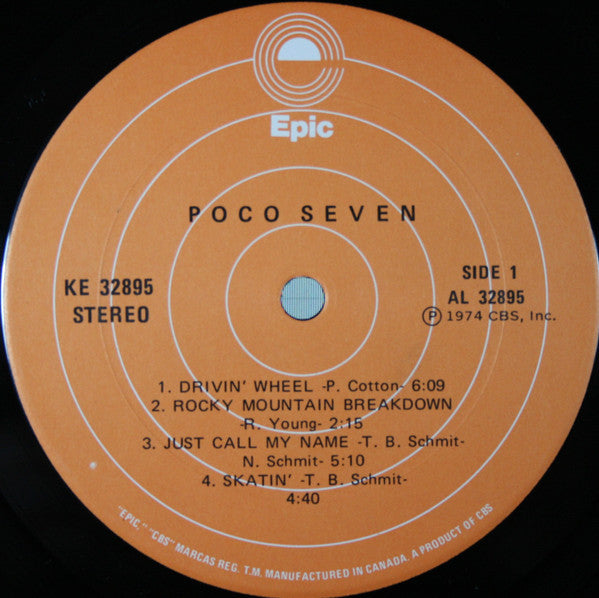 Epic
POCO SEVEN
KE 32895
STEREO
SIDE 1
AL 32895
Ⓟ 1974 CBS, Inc.
1. DRIVIN' WHEEL -P. Cotton- 6:09
2. ROCKY MOUNTAIN BREAKDOWN
-R. Young- 2:15
3. JUST CALL MY NAME -T. B. Schmit-
N. Schmit- 5:10
4. SKATIN' -T. B. Schmit-
4:40
"EPIC," "CBS" MARCAS REG. T.M. MANUFACTURED IN CANADA. A PRODUCT OF CBS